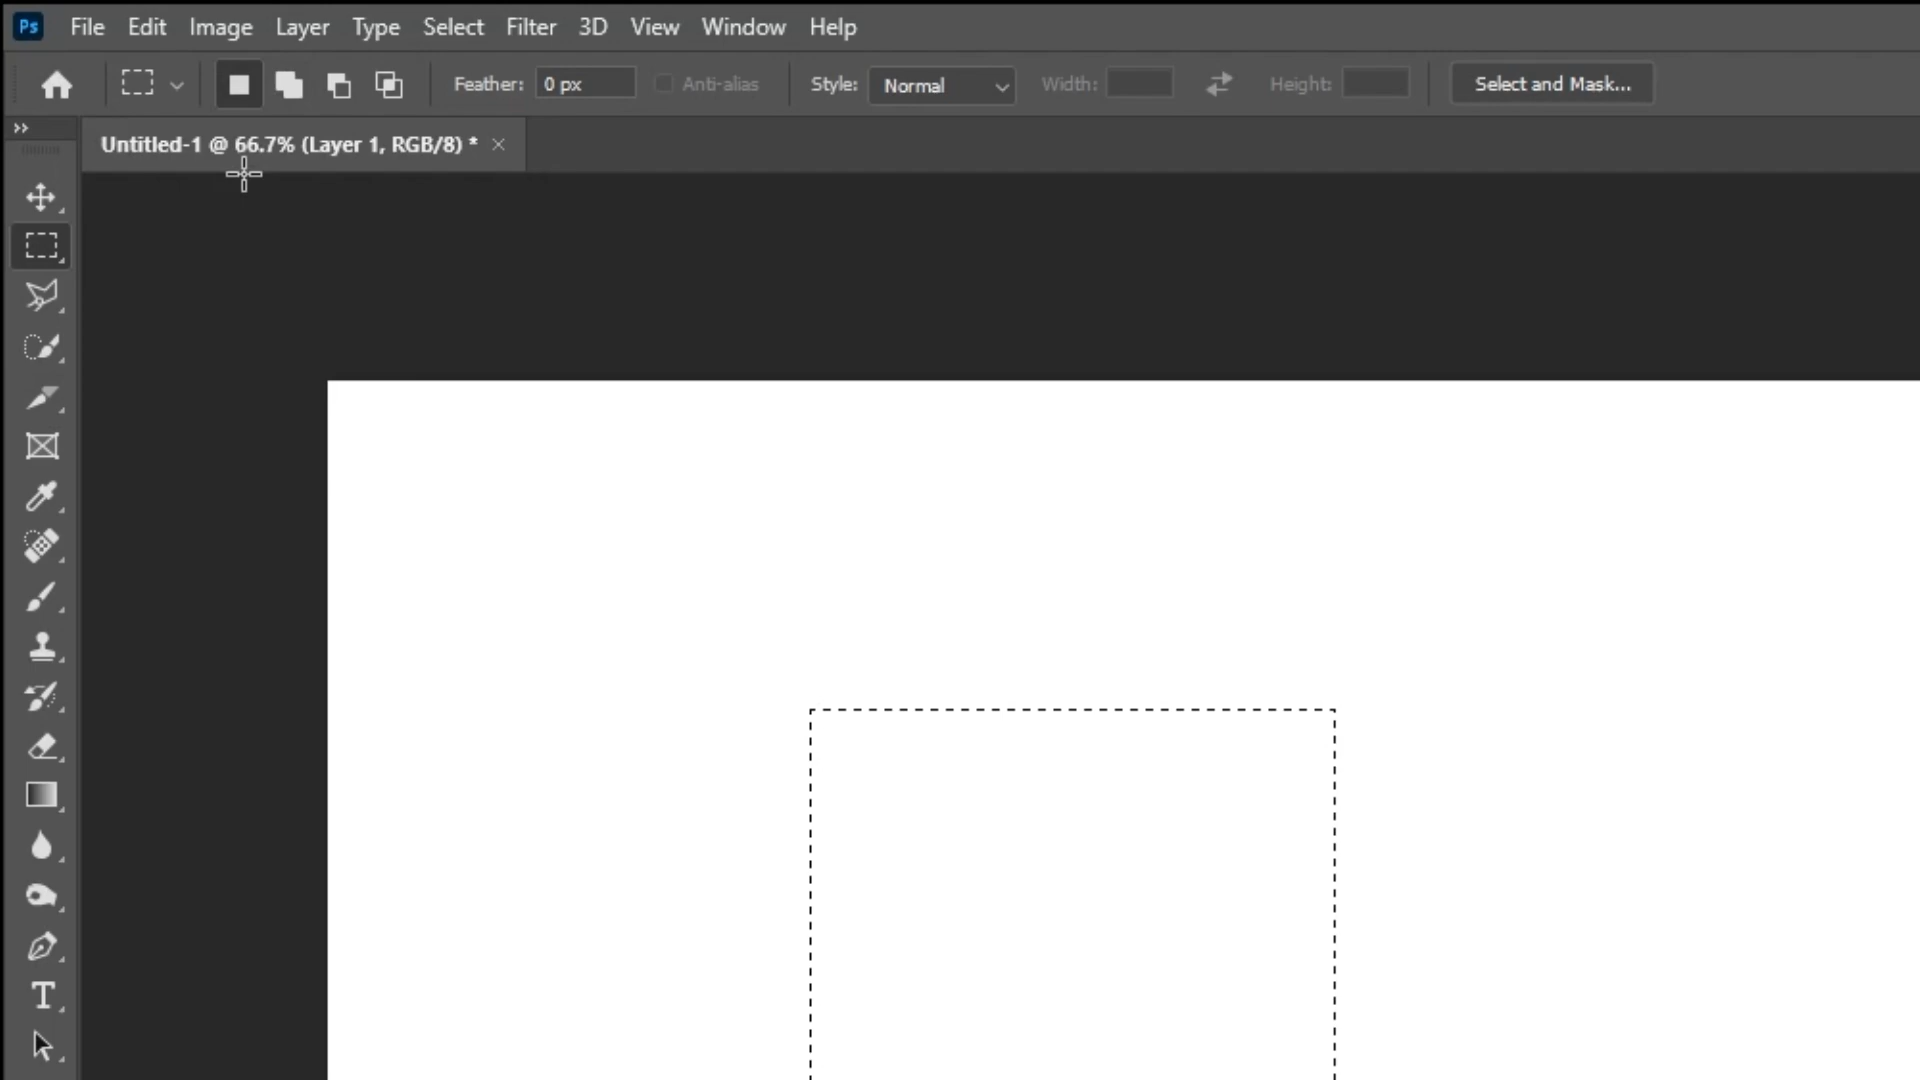 Ps File Edit Image Layer Type Select Filter 3D View Window Help
Feather: 0 px Anti-alias Style: Normal Width: Height: Select and Mask...
Untitled-1 @ 66.7% (Layer 1, RGB/8) *